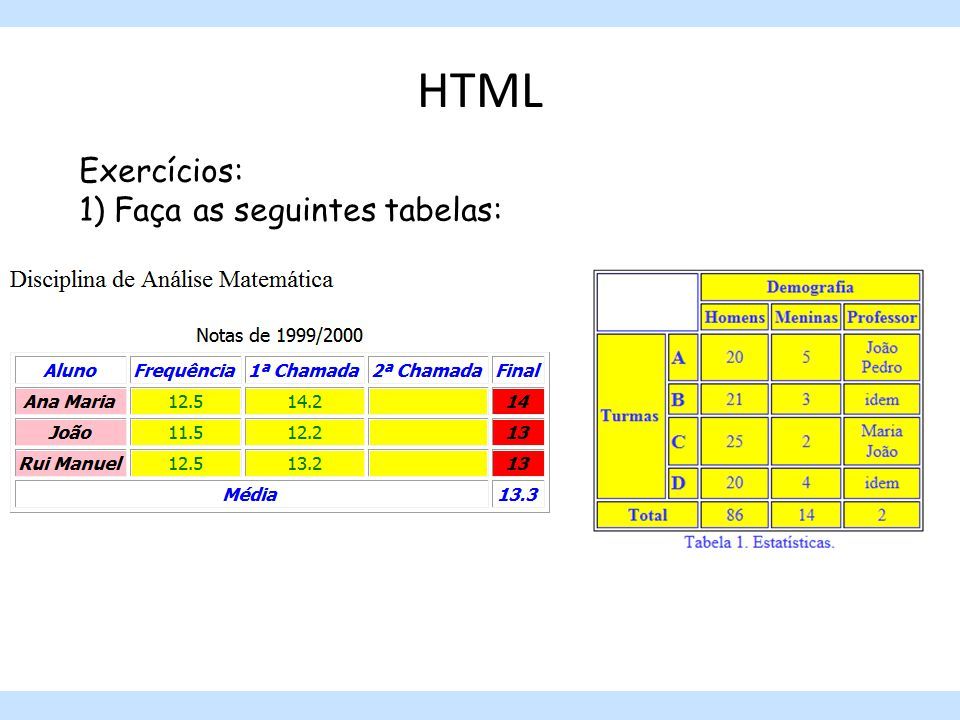 HTML
Exercícios:
1) Faça as seguintes tabelas:
Disciplina de Análise Matemática
Notas de 1999/2000
Aluno Frequência 1ª Chamada 2ª Chamada Final
Ana Maria 12.5 14.2 14
João 11.5 12.2 13
Rui Manuel 12.5 13.2 13
Média 13.3
Demografia
Homens Meninas Professor
Turmas
A 20 5 João Pedro
B 21 3 idem
C 25 2 Maria João
D 20 4 idem
Total 86 14 2
Tabela 1. Estatísticas.